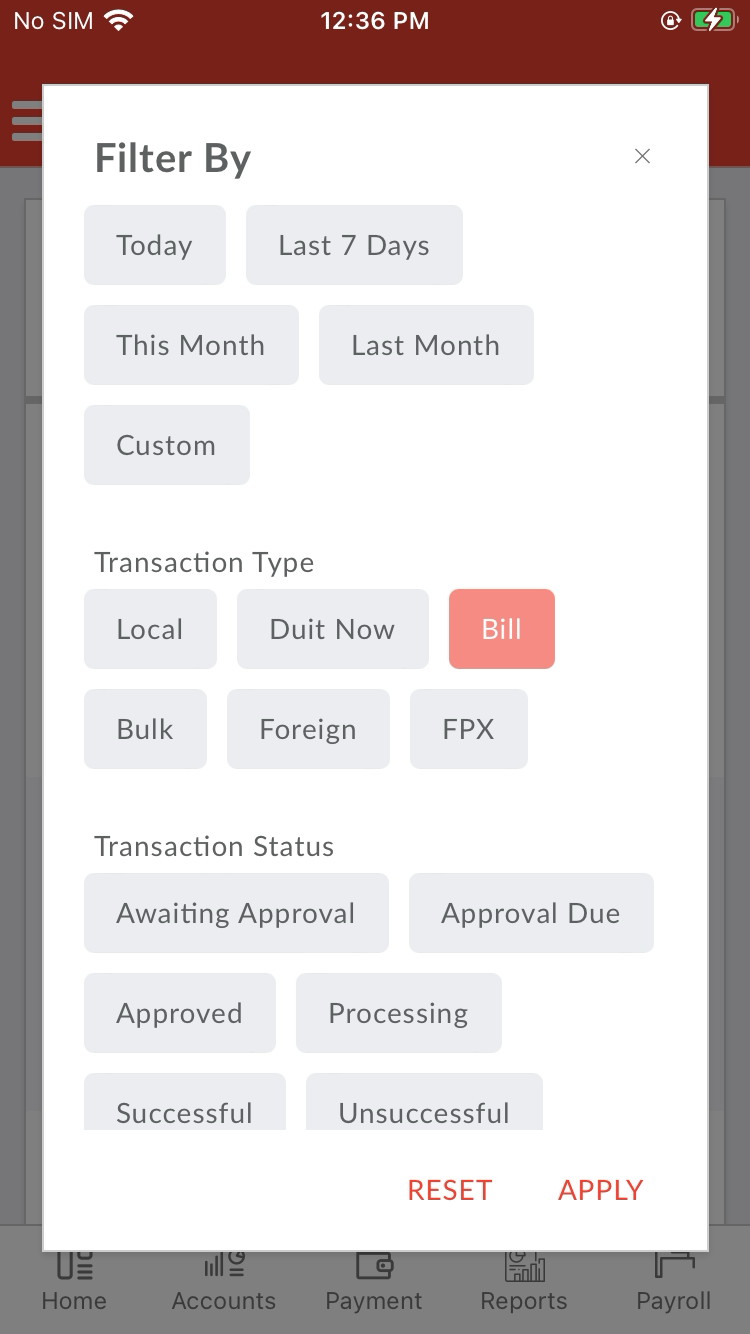 No SIM 12:36 PM
Filter By
Today Last 7 Days
This Month Last Month
Custom
Transaction Type
Local Duit Now Bill
Bulk Foreign FPX
Transaction Status
Awaiting Approval Approval Due
Approved Processing
Successful Unsuccessful
RESET APPLY
Home Accounts Payment Reports Payroll